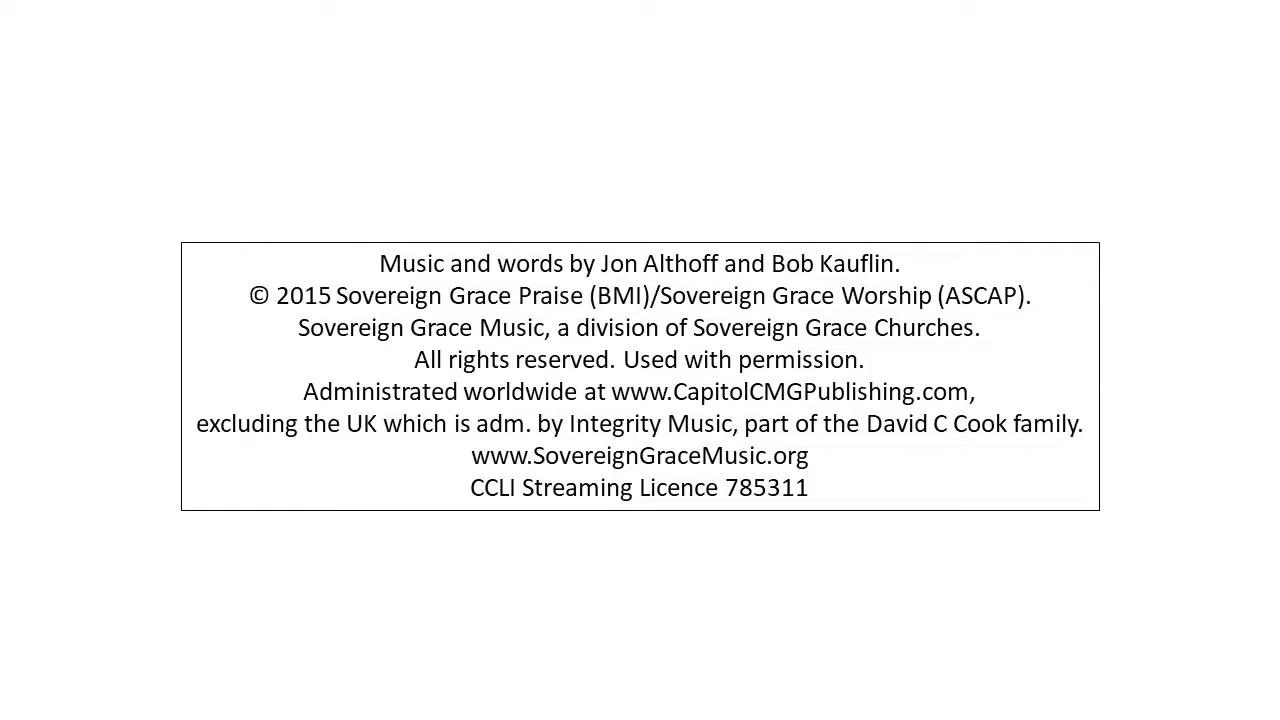 Music and words by Jon Althoff and Bob Kauflin.
© 2015 Sovereign Grace Praise (BMI)/Sovereign Grace Worship (ASCAP).
Sovereign Grace Music, a division of Sovereign Grace Churches.
All rights reserved. Used with permission.
Administrated worldwide at www.CapitolCMGPublishing.com,
excluding the UK which is adm. by Integrity Music, part of the David C Cook family.
www.SovereignGraceMusic.org
CCLI Streaming Licence 785311